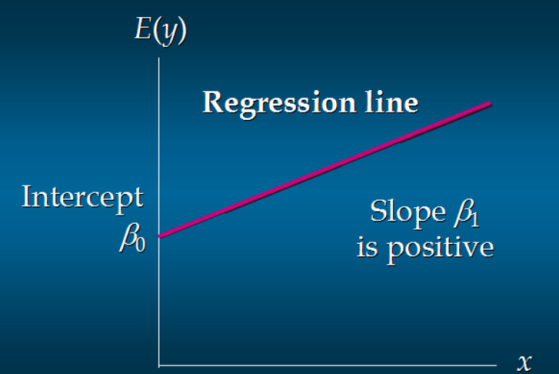 E(y)
Regression line
Intercept
β₀
Slope β₁
is positive
x